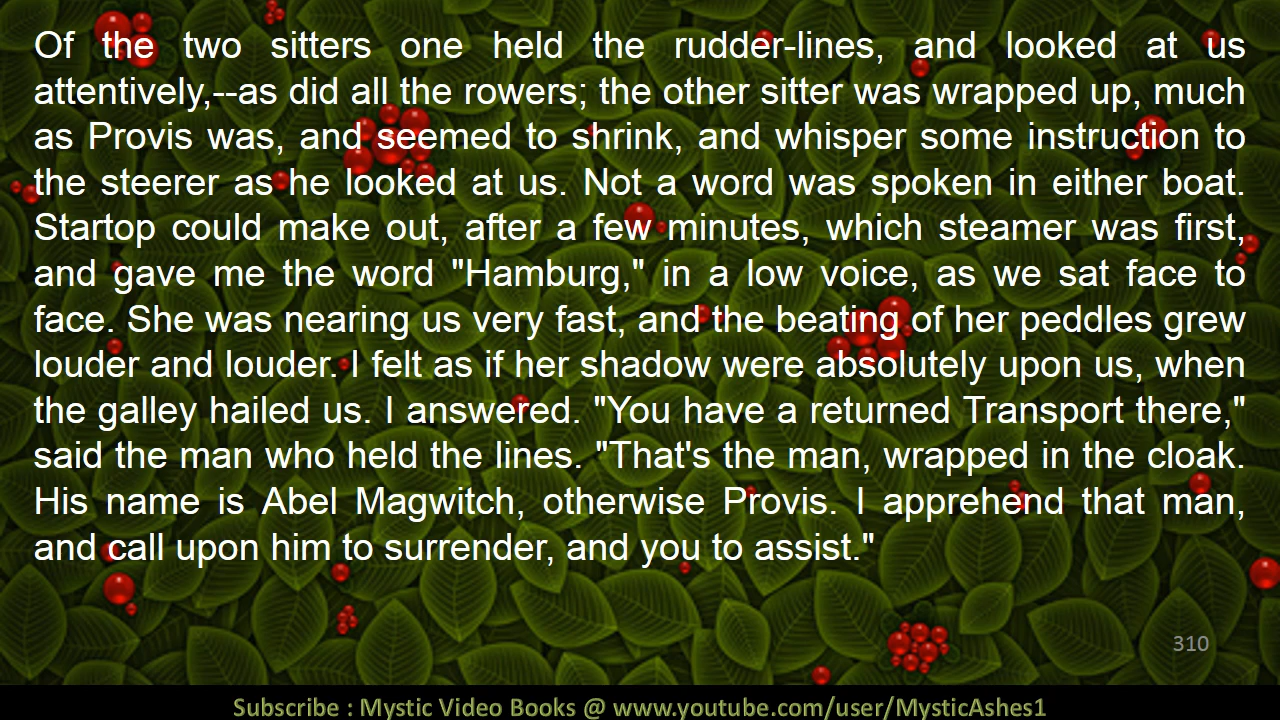 Of the two sitters one held the rudder-lines, and looked at us
attentively,--as did all the rowers; the other sitter was wrapped up, much
as Provis was, and seemed to shrink, and whisper some instruction to
the steerer as he looked at us. Not a word was spoken in either boat.
Startop could make out, after a few minutes, which steamer was first,
and gave me the word "Hamburg," in a low voice, as we sat face to
face. She was nearing us very fast, and the beating of her peddles grew
louder and louder. I felt as if her shadow were absolutely upon us, when
the galley hailed us. I answered. "You have a returned Transport there,"
said the man who held the lines. "That's the man, wrapped in the cloak.
His name is Abel Magwitch, otherwise Provis. I apprehend that man,
and call upon him to surrender, and you to assist."
310
Subscribe : Mystic Video Books @ www.youtube.com/user/MysticAshes1